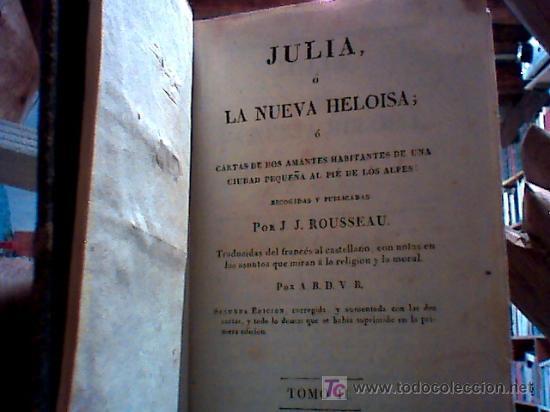 JULIA,
ó
LA NUEVA HELOISA;
ó
CARTAS DE DOS AMANTES HABITANTES DE UNA
CIUDAD PEQUEÑA AL PIÉ DE LOS ALPES:
RECOGIDAS Y PUBLICADAS
POR J. J. ROUSSEAU.
Traducidas del francés al castellano, con notas en
los asuntos que miran á la religion y la moral.
POR A. B. D. V. B.
SEGUNDA EDICION, corregida y aumentada con las dos
cartas, y todo lo demas que se habia suprimido en la pri-
mera edicion.
TOMO
TC
www.todocoleccion.net